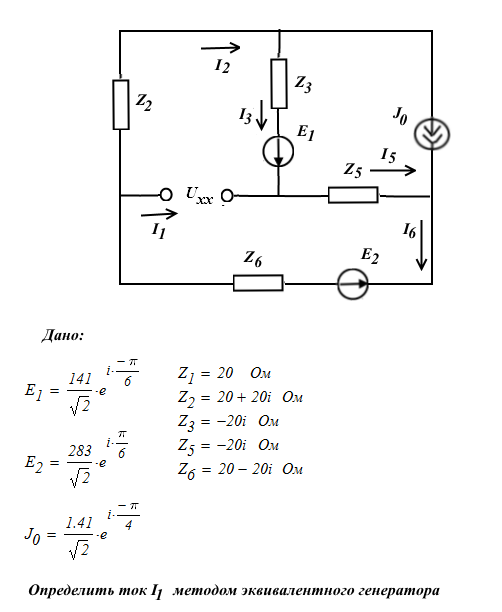 I2
Z2
Z3
I3
E1
J0
Z5
I5
Uxx
I1
Z6
E2
I6
Дано:
E1 = 141/√2 · e^(i · −π/6)
Z1 = 20 Ом
Z2 = 20 + 20i Ом
Z3 = −20i Ом
E2 = 283/√2 · e^(i · π/6)
Z5 = −20i Ом
Z6 = 20 − 20i Ом
J0 = 1.41/√2 · e^(i · −π/4)
Определить ток I1 методом эквивалентного генератора